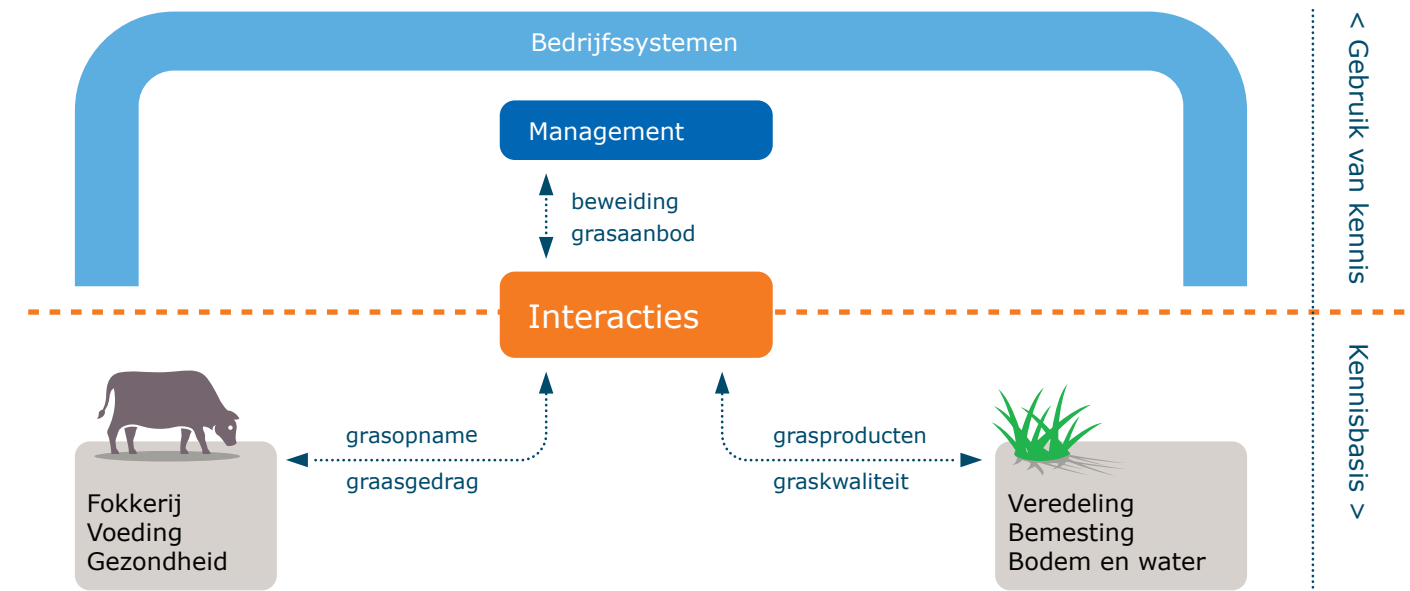 Bedrijfssystemen
Management
beweiding
grasaanbod
Interacties
grasopname
graasgedrag
grasproducten
graskwaliteit
Fokkerij
Voeding
Gezondheid
Veredeling
Bemesting
Bodem en water
< Gebruik van kennis
Kennisbasis >